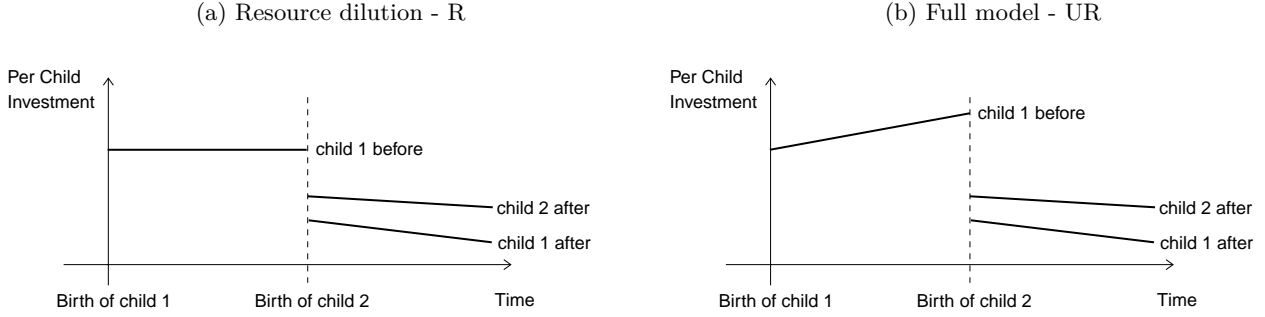 (a) Resource dilution - R
Per Child
Investment
child 1 before
child 2 after
child 1 after
Birth of child 1
Birth of child 2
Time
(b) Full model - UR
Per Child
Investment
child 1 before
child 2 after
child 1 after
Birth of child 1
Birth of child 2
Time